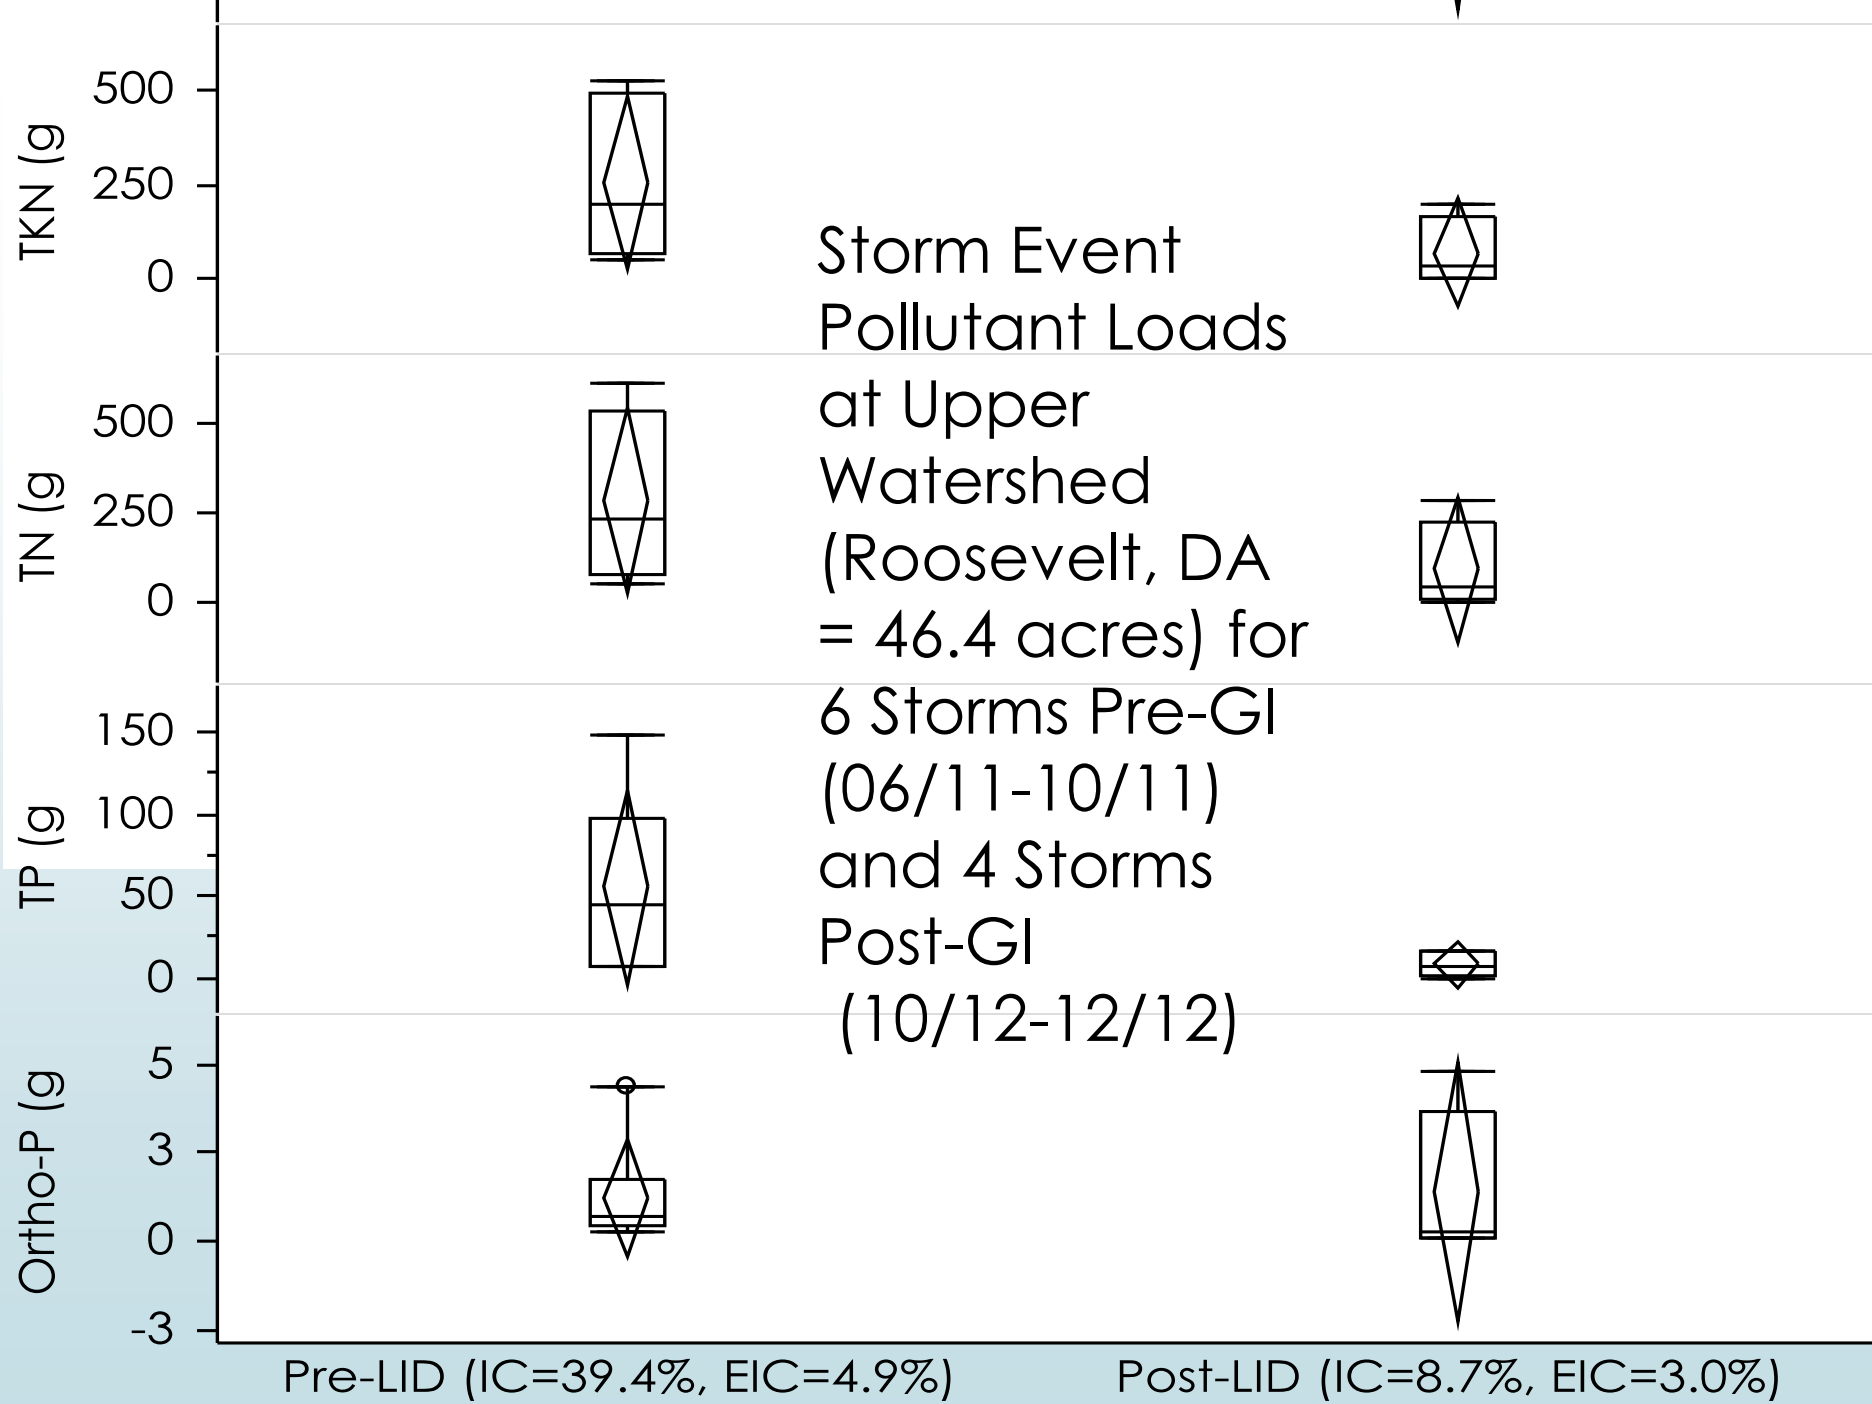 TKN (g
500
250
0
TN (g
500
250
0
TP (g
150
100
50
0
Ortho-P (g
5
3
0
-3
Storm Event
Pollutant Loads
at Upper
Watershed
(Roosevelt, DA
= 46.4 acres) for
6 Storms Pre-GI
(06/11-10/11)
and 4 Storms
Post-GI
(10/12-12/12)
Pre-LID (IC=39.4%, EIC=4.9%)
Post-LID (IC=8.7%, EIC=3.0%)